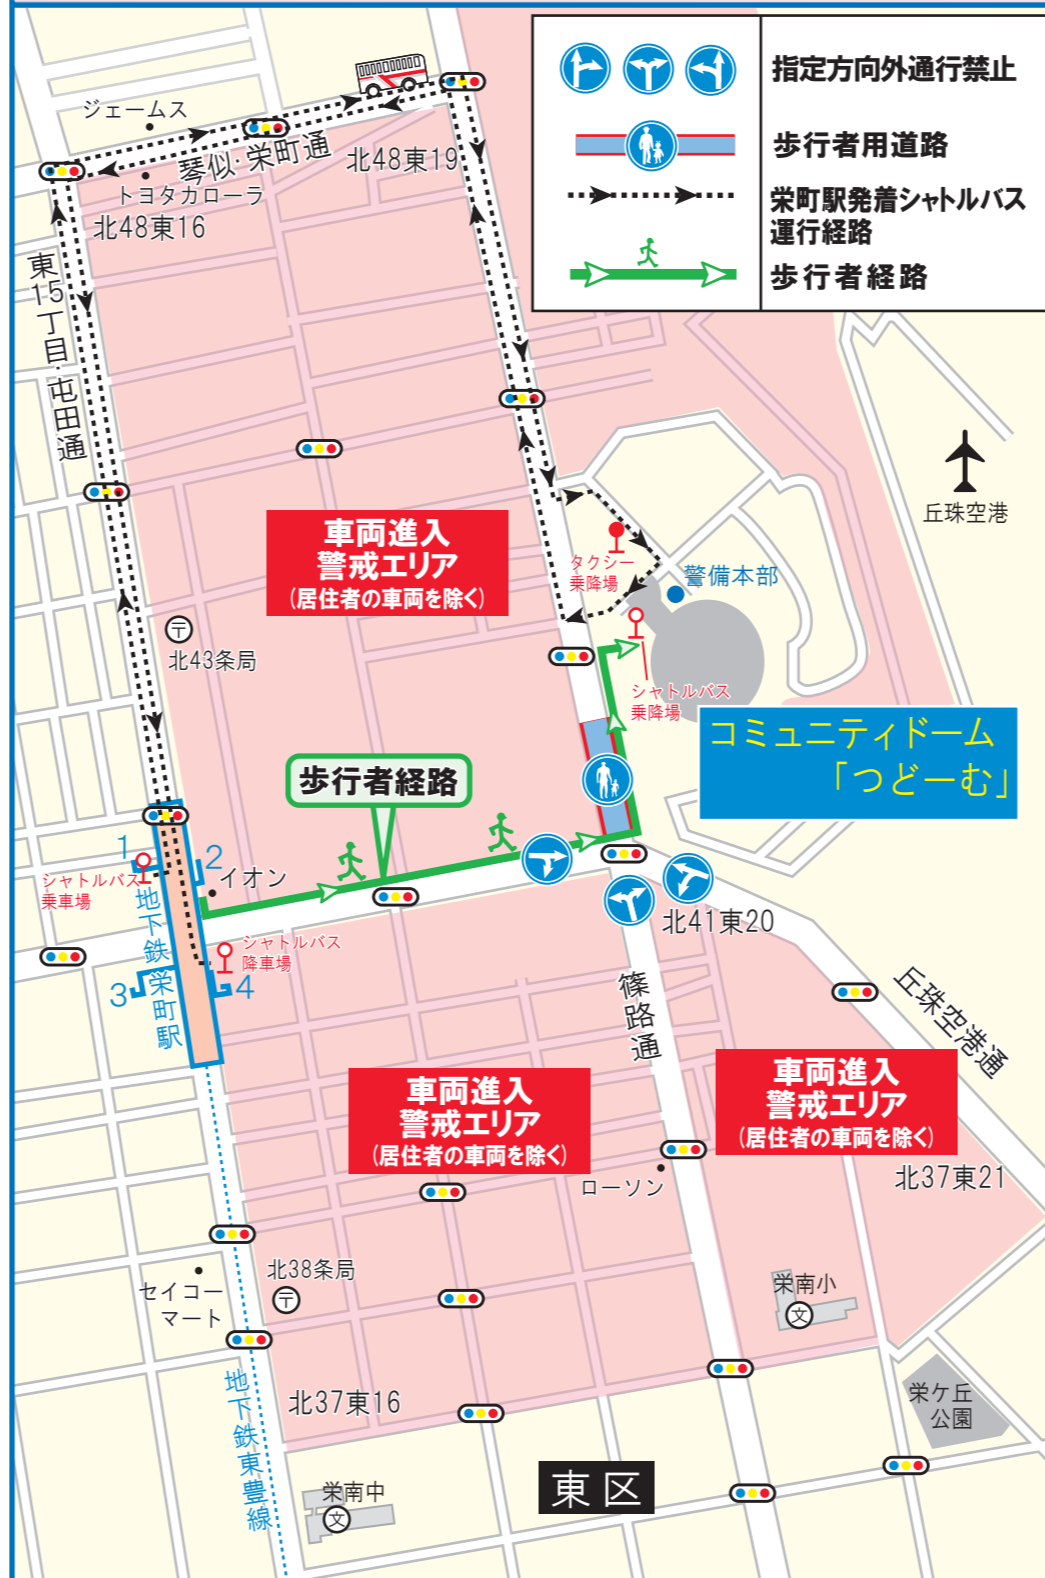 指定方向外通行禁止
歩行者用道路
栄町駅発着シャトルバス
運行経路
歩行者経路
ジェームス
琴似・栄町通
北48東19
トヨタカローラ
北48東16
東15丁目・屯田通
丘珠空港
車両進入
警戒エリア
(居住者の車両を除く)
タクシー
乗降場
警備本部
〒
北43条局
シャトルバス
乗降場
コミュニティドーム
「つどーむ」
歩行者経路
1
2
シャトルバス
乗車場
イオン
地下鉄栄町駅
シャトルバス
降車場
3
4
北41東20
篠路通
丘珠空港通
車両進入
警戒エリア
(居住者の車両を除く)
車両進入
警戒エリア
(居住者の車両を除く)
ローソン
北37東21
北38条局
〒
セイコー
マート
栄南小
文
地下鉄東豊線
北37東16
栄ケ丘
公園
東区
栄南中
文